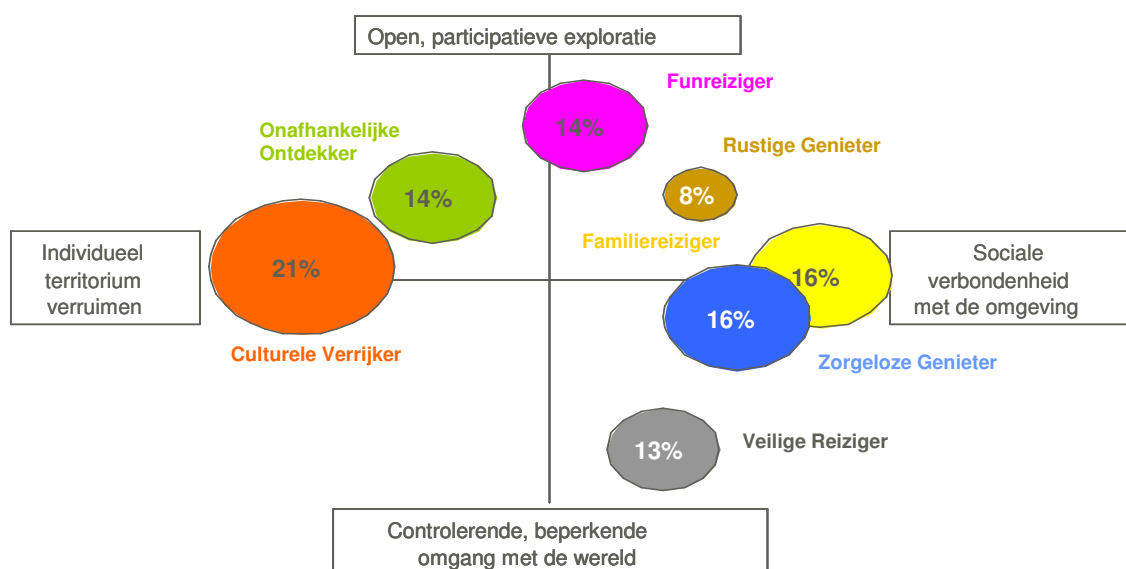 Open, participatieve exploratie
Funreiziger
14%
Onafhankelijke
Ontdekker
14%
Rustige Genieter
8%
Familiereiziger
16%
Individueel
territorium
verruimen
21%
Culturele Verrijker
Sociale
verbondenheid
met de omgeving
16%
Zorgeloze Genieter
13%
Veilige Reiziger
Controlerende, beperkende
omgang met de wereld